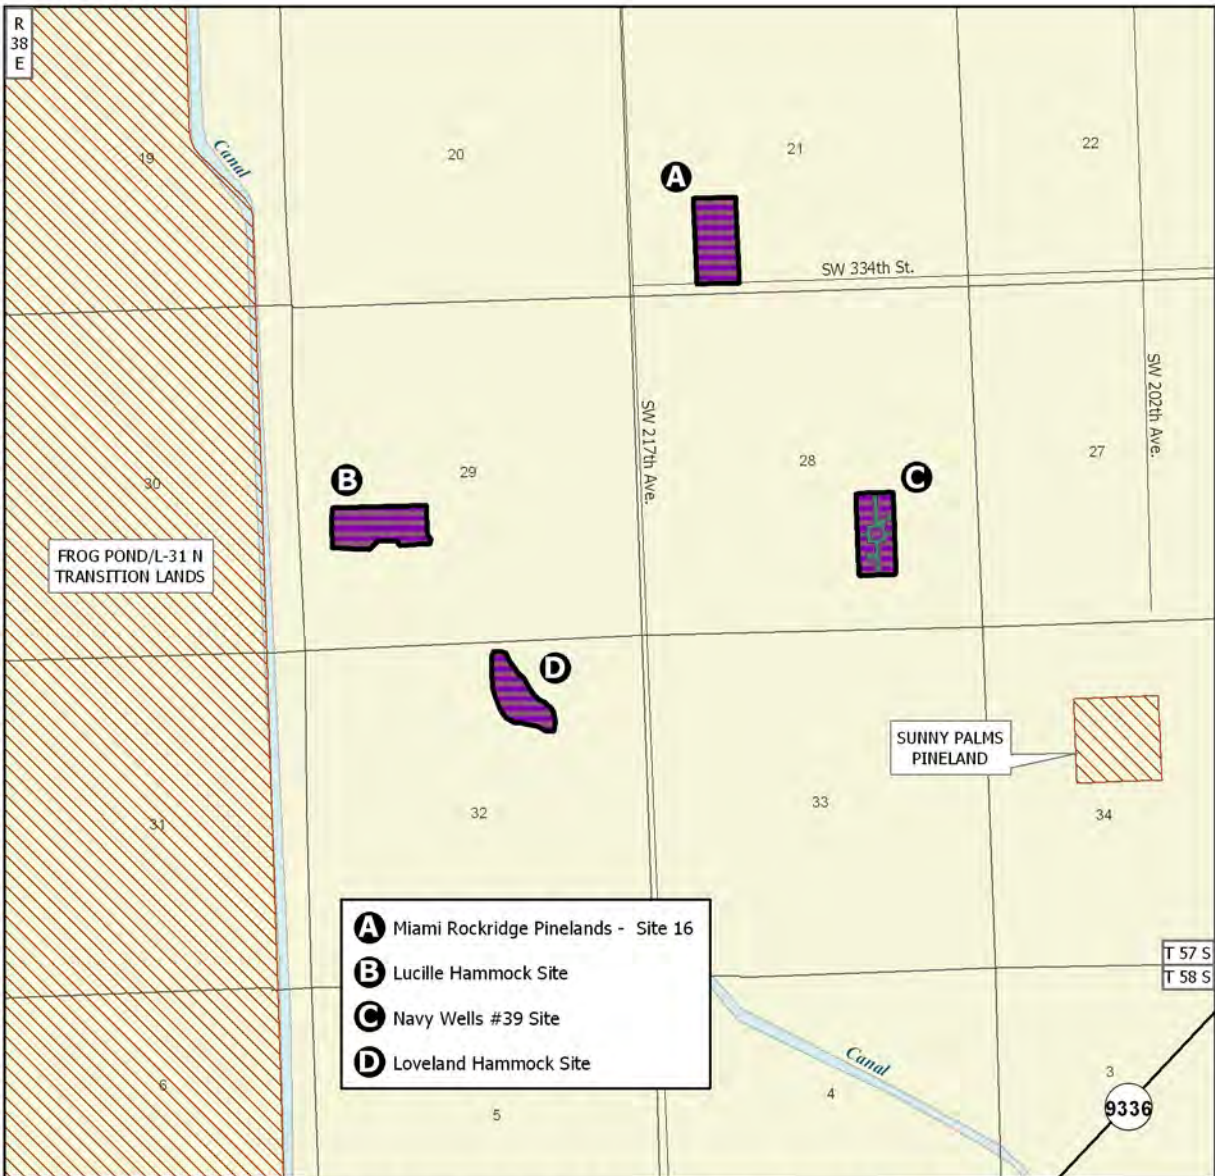 R
38
E
19
Canal
20
21
22
A
SW 334th St.
SW 217th Ave.
SW 202th Ave.
30
29
28
27
B
C
FROG POND/L-31 N
TRANSITION LANDS
D
SUNNY PALMS
PINELAND
31
32
33
34
A Miami Rockridge Pinelands - Site 16
B Lucille Hammock Site
C Navy Wells #39 Site
D Loveland Hammock Site
T 57 S
T 58 S
Canal
6
5
4
3
9336